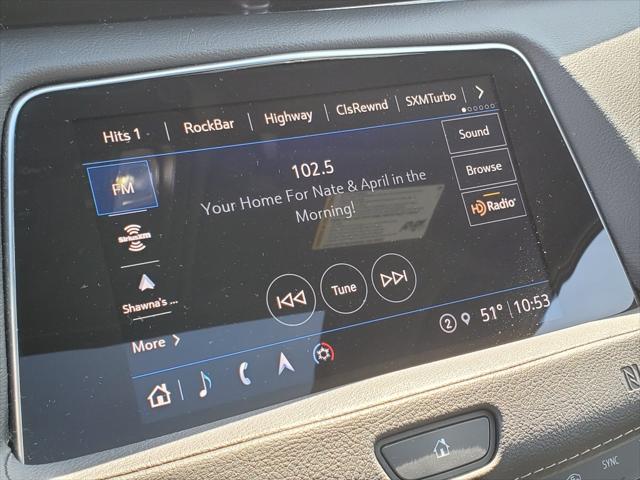 Hits 1
RockBar
Highway
ClsRewnd
SXMTurbo
FM
102.5
Your Home For Nate & April in the
Morning!
Sound
Browse
HD Radio
SiriusXM
Shawna's ...
Tune
More
2
51°
10:53
N
SYNC